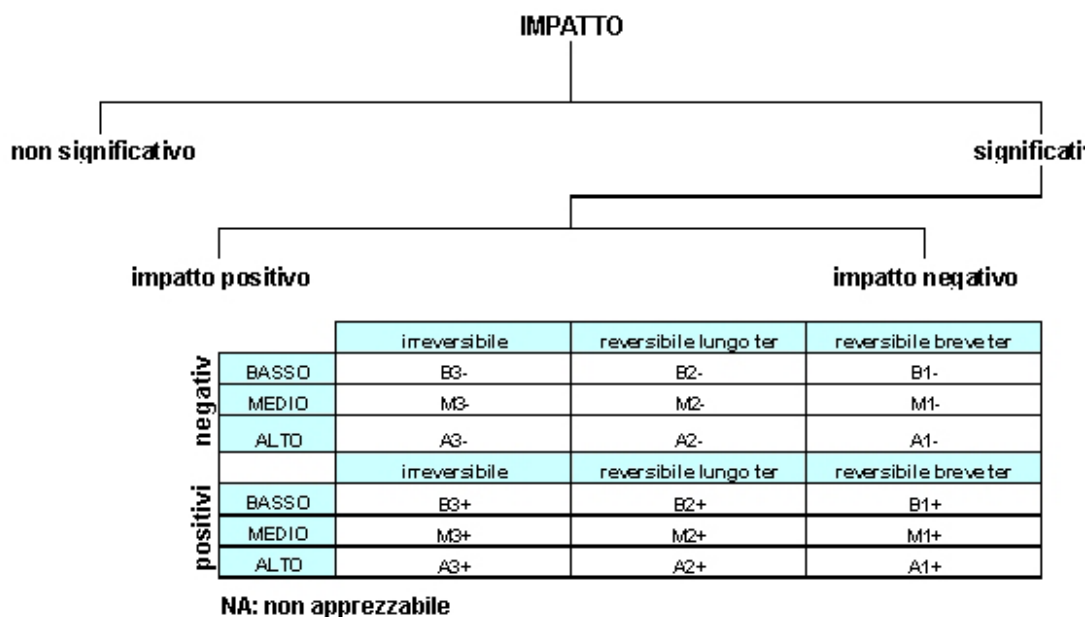 IMPATTO
non significativo significati
impatto positivo impatto negativo
irreversibile reversibile lungo ter reversibile breve ter
negativ
BASSO B3- B2- B1-
MEDIO M3- M2- M1-
ALTO A3- A2- A1-
irreversibile reversibile lungo ter reversibile breve ter
positivi
BASSO B3+ B2+ B1+
MEDIO M3+ M2+ M1+
ALTO A3+ A2+ A1+
NA: non apprezzabile